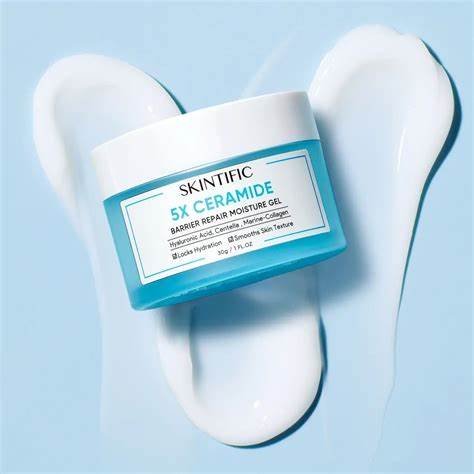 SKINTIFIC
5X CERAMIDE
BARRIER REPAIR MOISTURE GEL
Hyaluronic Acid, Centella, Marine-Collagen
☑Locks Hydration ☑Smooths Skin Texture
30g / 1 FL.OZ